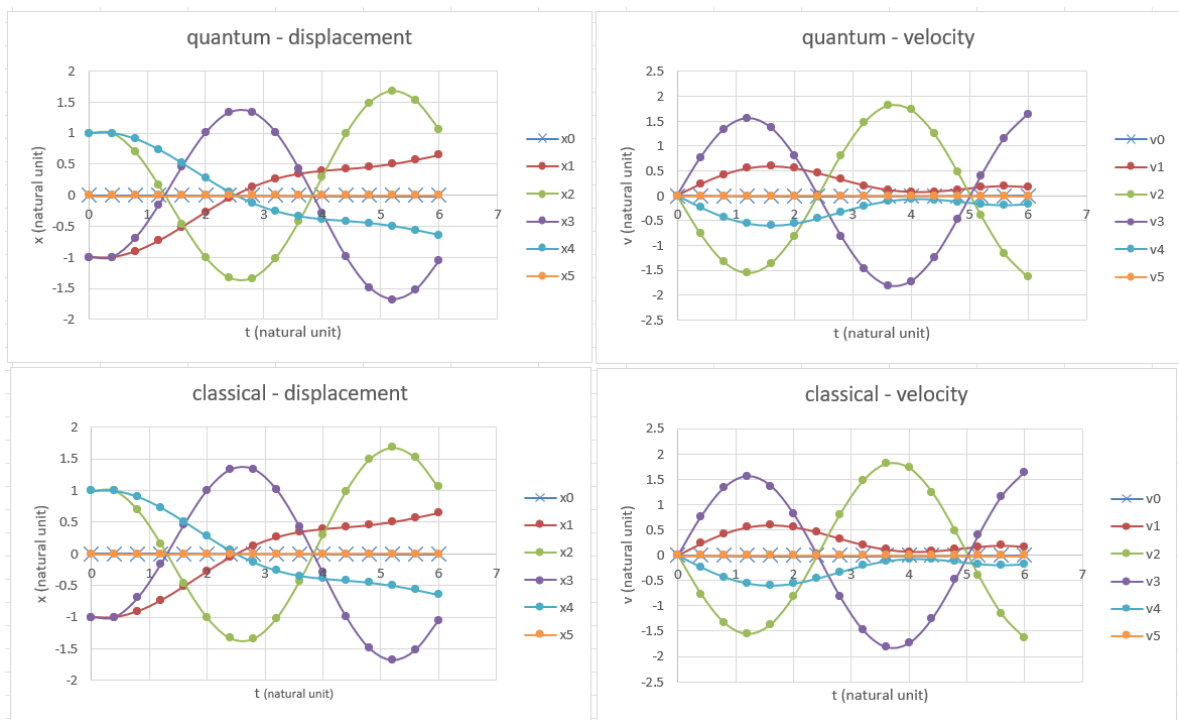 quantum - displacement
2
1.5
1
0.5
0
-0.5
-1
-1.5
-2
0 1 2 3 4 5 6 7
x (natural unit)
t (natural unit)
x0
x1
x2
x3
x4
x5
quantum - velocity
2.5
2
1.5
1
0.5
0
-0.5
-1
-1.5
-2
-2.5
0 1 2 3 4 5 6 7
v (natural unit)
t (natural unit)
v0
v1
v2
v3
v4
v5
classical - displacement
2
1.5
1
0.5
0
-0.5
-1
-1.5
-2
0 1 2 3 4 5 6 7
x (natural unit)
t (natural unit)
x0
x1
x2
x3
x4
x5
classical - velocity
2.5
2
1.5
1
0.5
0
-0.5
-1
-1.5
-2
-2.5
0 1 2 3 4 5 6 7
v (natural unit)
t (natural unit)
v0
v1
v2
v3
v4
v5